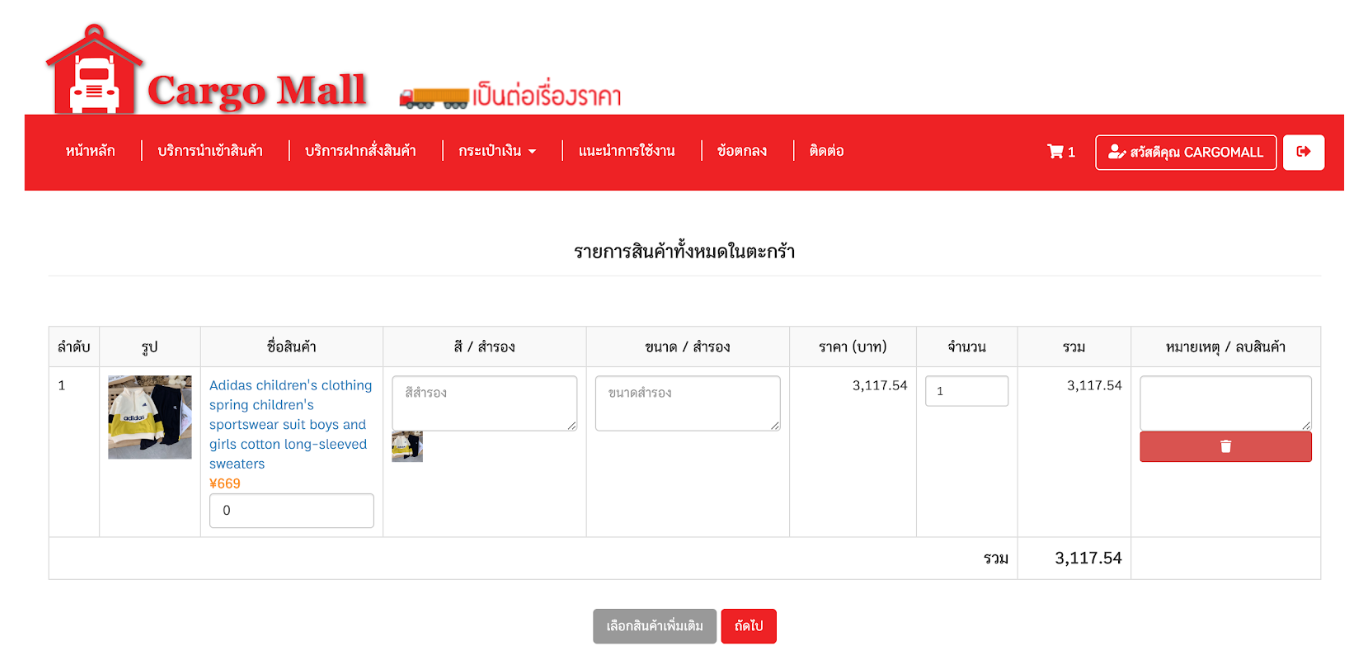 Cargo Mall
เป็นต่อเรื่องราคา
หน้าหลัก
บริการนำเข้าสินค้า
บริการฝากสั่งสินค้า
กระเป๋าเงิน
แนะนำการใช้งาน
ข้อตกลง
ติดต่อ
1
สวัสดีคุณ CARGOMALL
รายการสินค้าทั้งหมดในตะกร้า
ลำดับ
รูป
ชื่อสินค้า
สี / สำรอง
ขนาด / สำรอง
ราคา (บาท)
จำนวน
รวม
หมายเหตุ / ลบสินค้า
1
adidas
Adidas children's clothing
spring children's
sportswear suit boys and
girls cotton long-sleeved
sweaters
¥669
0
สีสำรอง
ขนาดสำรอง
3,117.54
1
3,117.54
รวม
3,117.54
เลือกสินค้าเพิ่มเติม
ถัดไป